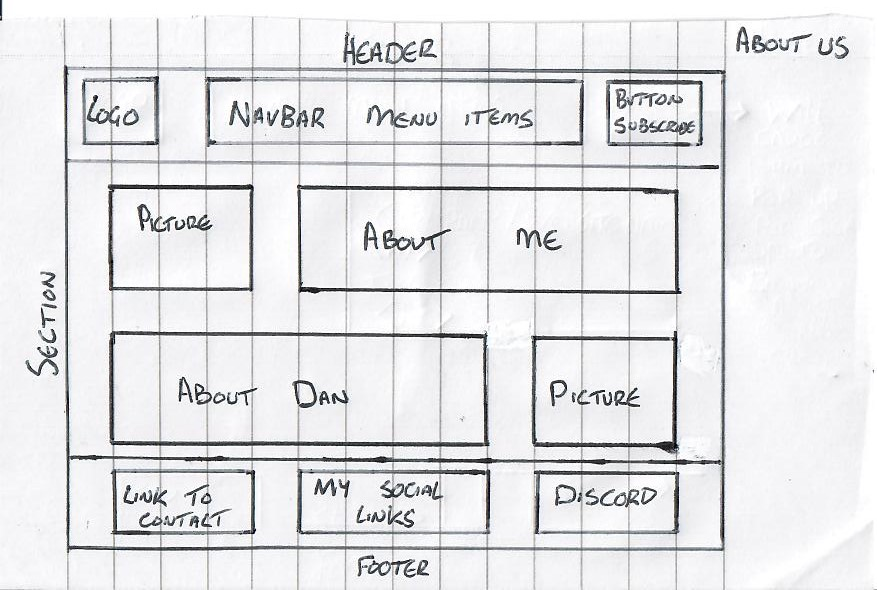 HEADER
ABOUT US
LOGO
NAVBAR MENU ITEMS
BUTTON
SUBSCRIBE
PICTURE
ABOUT ME
SECTION
ABOUT DAN
PICTURE
LINK TO
CONTACT
MY SOCIAL
LINKS
DISCORD
FOOTER